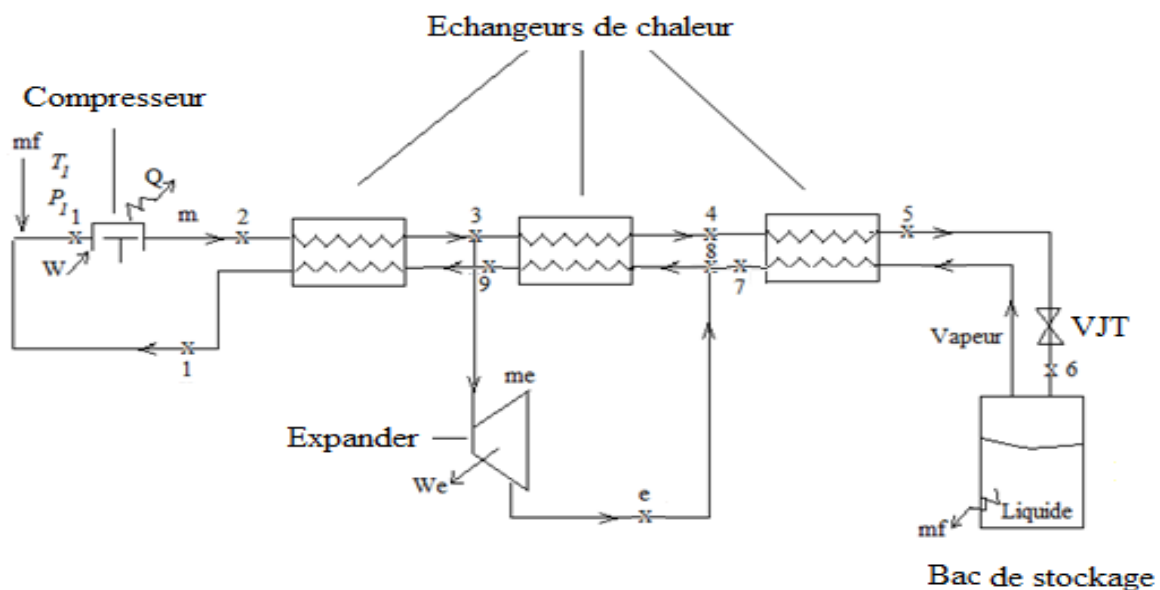 Echangeurs de chaleur
Compresseur
mf
T1
P1
1
Q
m
2
3
4
5
W
8
9
7
1
Vapeur
VJT
6
me
Expander
We
e
Liquide
mf
Bac de stockage